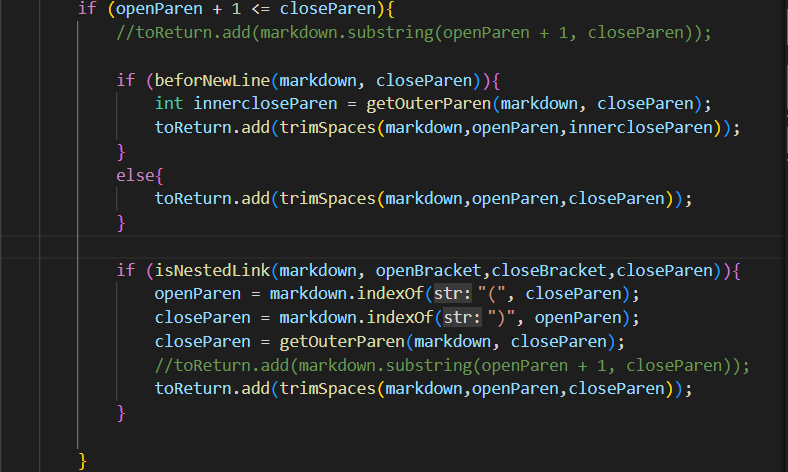 if (openParen + 1 <= closeParen){
//toReturn.add(markdown.substring(openParen + 1, closeParen));
if (beforNewLine(markdown, closeParen)){
int innercloseParen = getOuterParen(markdown, closeParen);
toReturn.add(trimSpaces(markdown,openParen,innercloseParen));
}
else{
toReturn.add(trimSpaces(markdown,openParen,closeParen));
}
if (isNestedLink(markdown, openBracket,closeBracket,closeParen)){
openParen = markdown.indexOf(str: "(", closeParen);
closeParen = markdown.indexOf(str: ")", openParen);
closeParen = getOuterParen(markdown, closeParen);
//toReturn.add(markdown.substring(openParen + 1, closeParen));
toReturn.add(trimSpaces(markdown,openParen,closeParen));
}
}